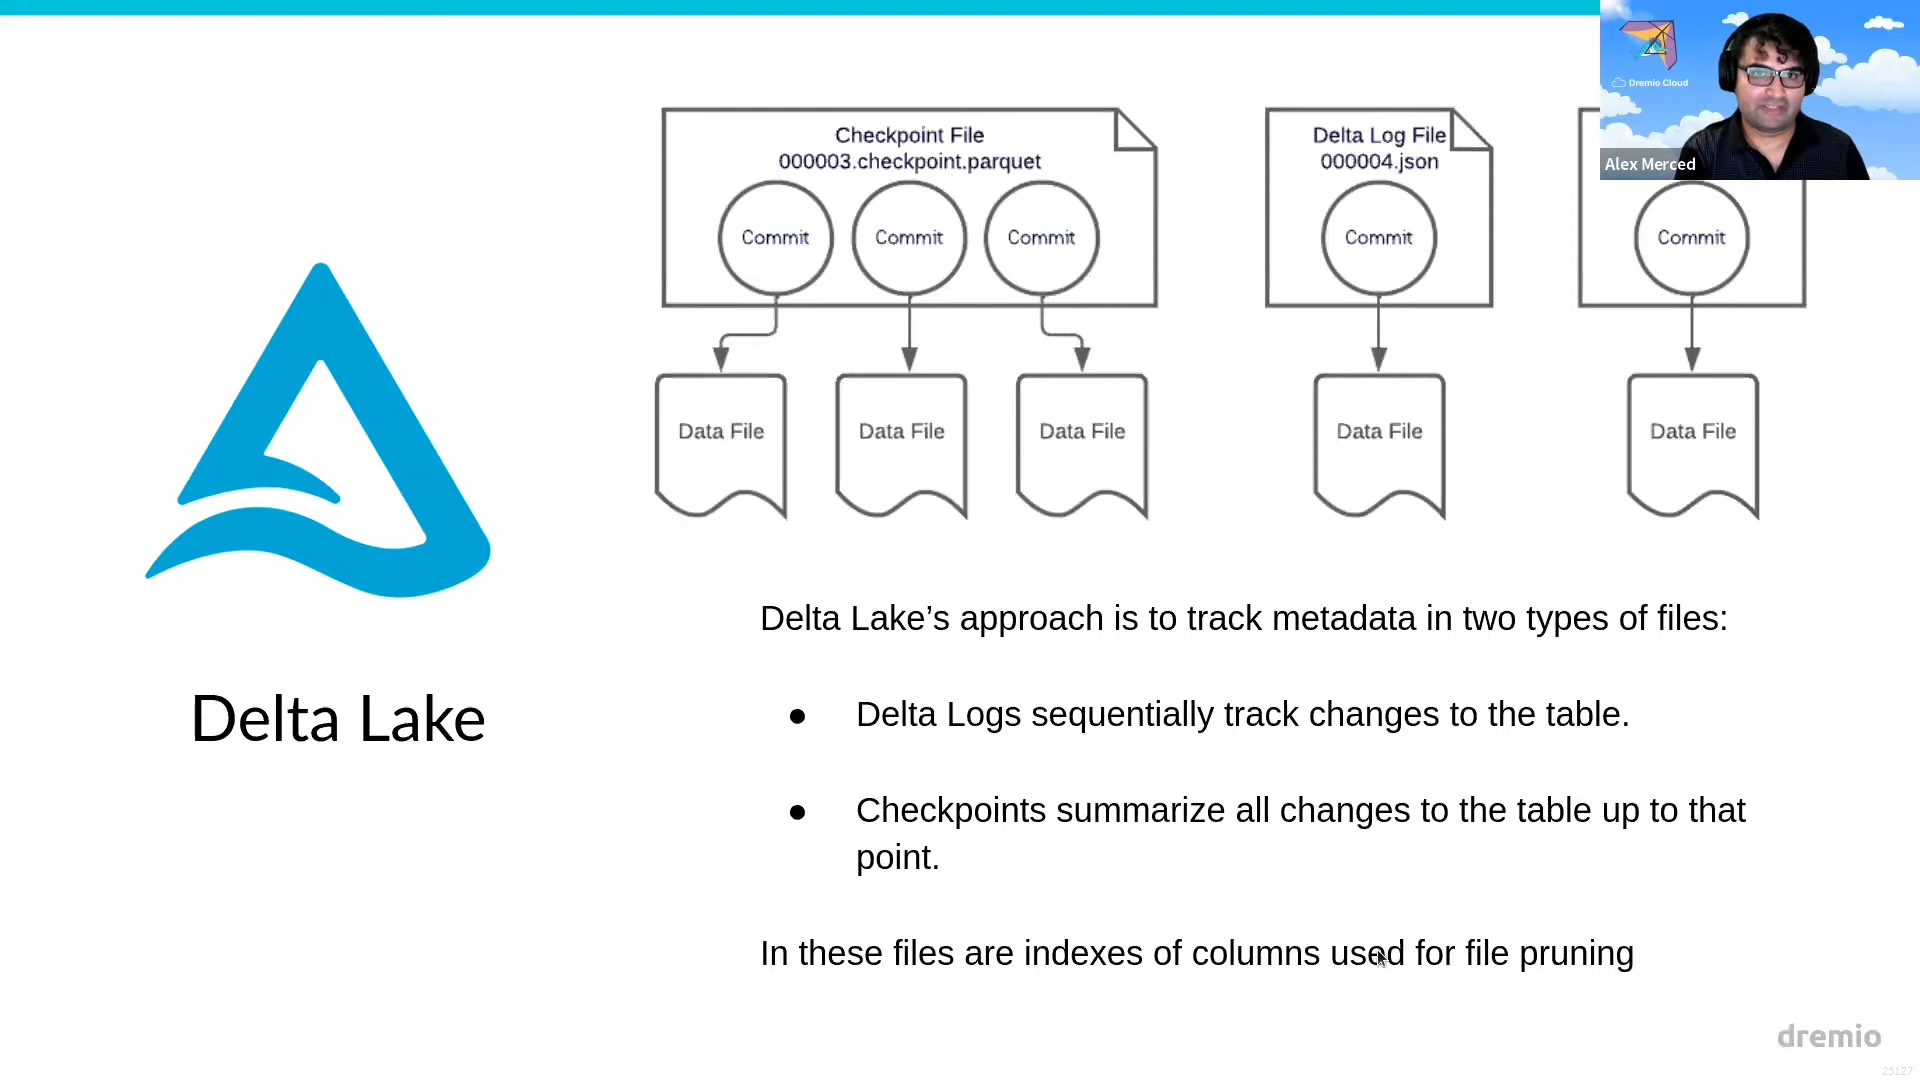 Dremio Cloud
Alex Merced
Checkpoint File
000003.checkpoint.parquet
Commit
Commit
Commit
Delta Log File
000004.json
Commit
Commit
Data File
Data File
Data File
Data File
Data File
Delta Lake
Delta Lake’s approach is to track metadata in two types of files:
● Delta Logs sequentially track changes to the table.
● Checkpoints summarize all changes to the table up to that
point.
In these files are indexes of columns used for file pruning
dremio
25127